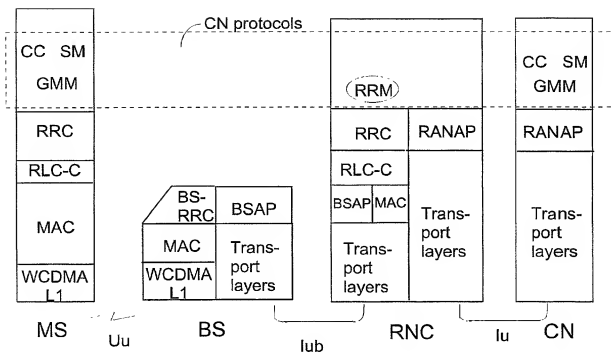 CN protocols
CC SM
GMM
RRC
RLC-C
MAC
WCDMA
L1
MS
Uu
BS-
RRC
BSAP
MAC
Trans-
port
layers
WCDMA
L1
BS
Iub
RRM
RRC
RANAP
RLC-C
BSAP
MAC
Trans-
port
layers
Trans-
port
layers
RNC
Iu
CC SM
GMM
RANAP
Trans-
port
layers
CN